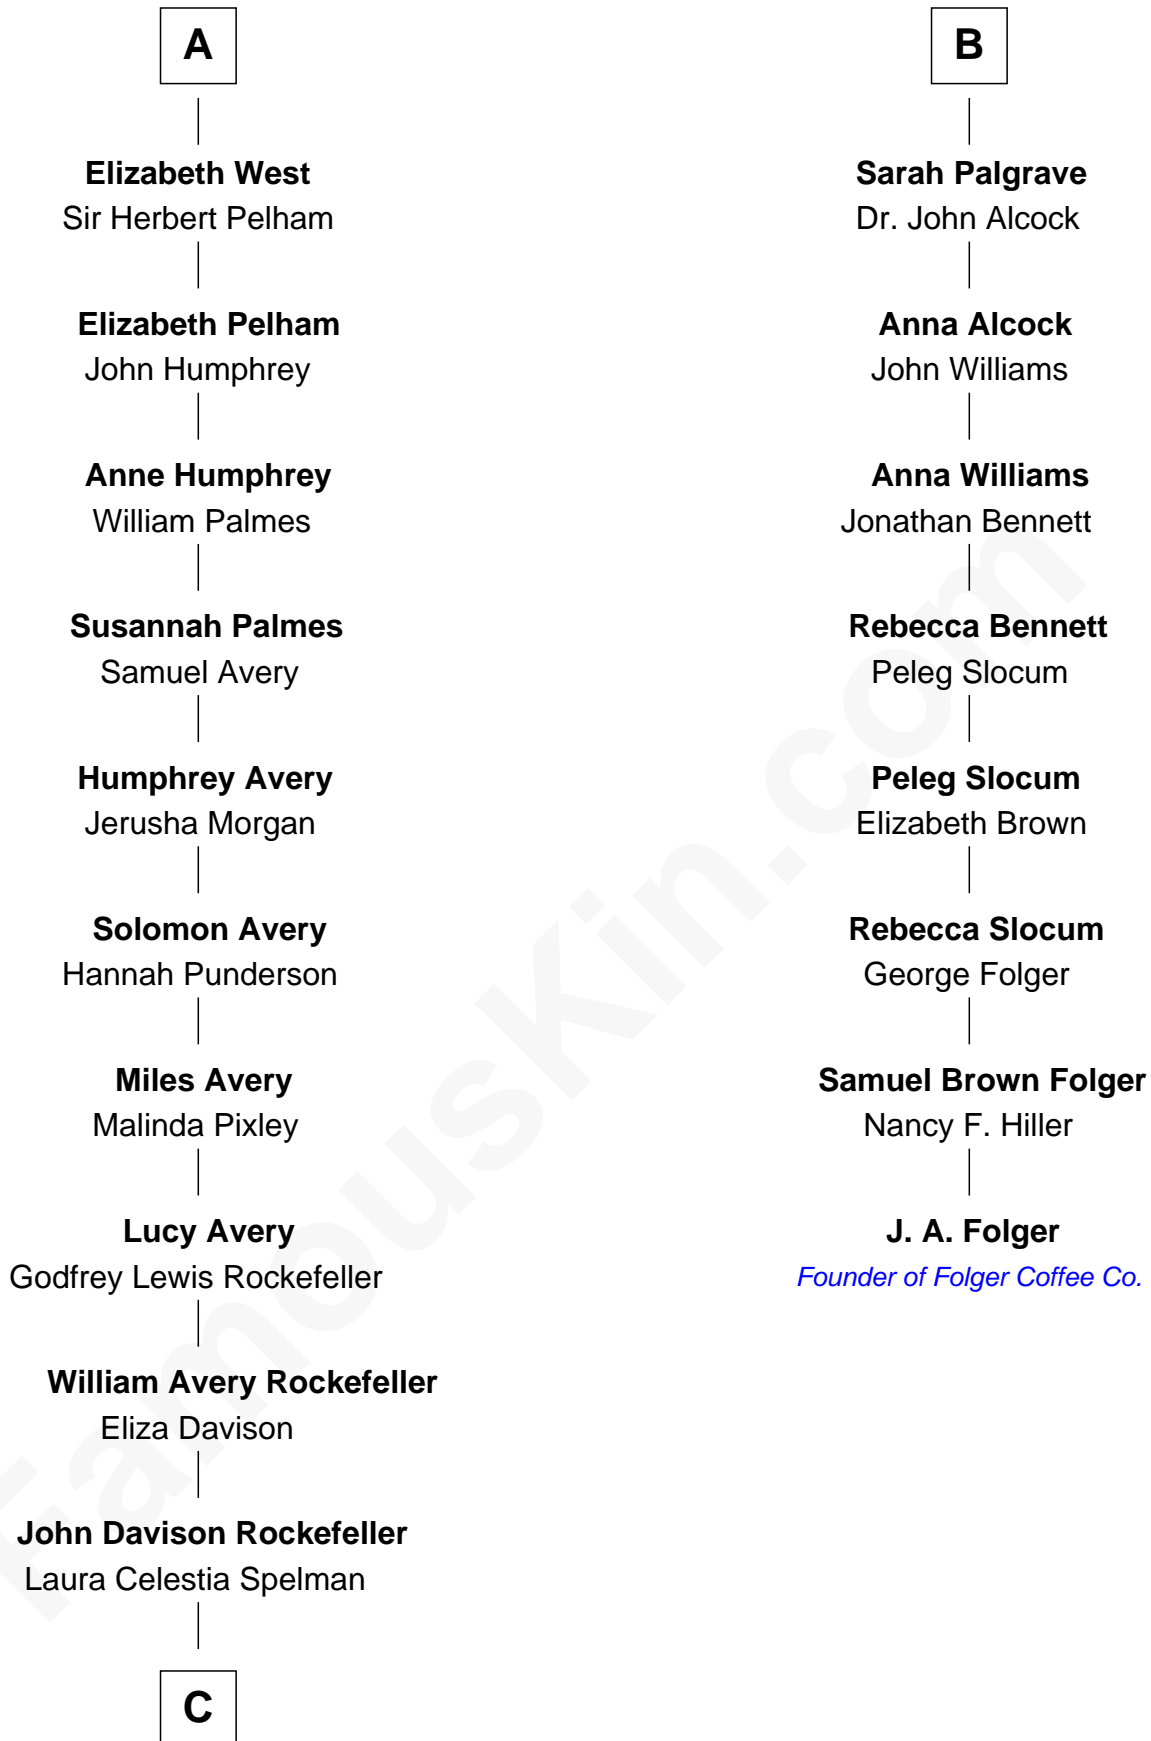 A
Elizabeth West
Sir Herbert Pelham
Elizabeth Pelham
John Humphrey
Anne Humphrey
William Palmes
Susannah Palmes
Samuel Avery
Humphrey Avery
Jerusha Morgan
Solomon Avery
Hannah Punderson
Miles Avery
Malinda Pixley
Lucy Avery
Godfrey Lewis Rockefeller
William Avery Rockefeller
Eliza Davison
John Davison Rockefeller
Laura Celestia Spelman
C
B
Sarah Palgrave
Dr. John Alcock
Anna Alcock
John Williams
Anna Williams
Jonathan Bennett
Rebecca Bennett
Peleg Slocum
Peleg Slocum
Elizabeth Brown
Rebecca Slocum
George Folger
Samuel Brown Folger
Nancy F. Hiller
J. A. Folger
Founder of Folger Coffee Co.
FamousKin.com